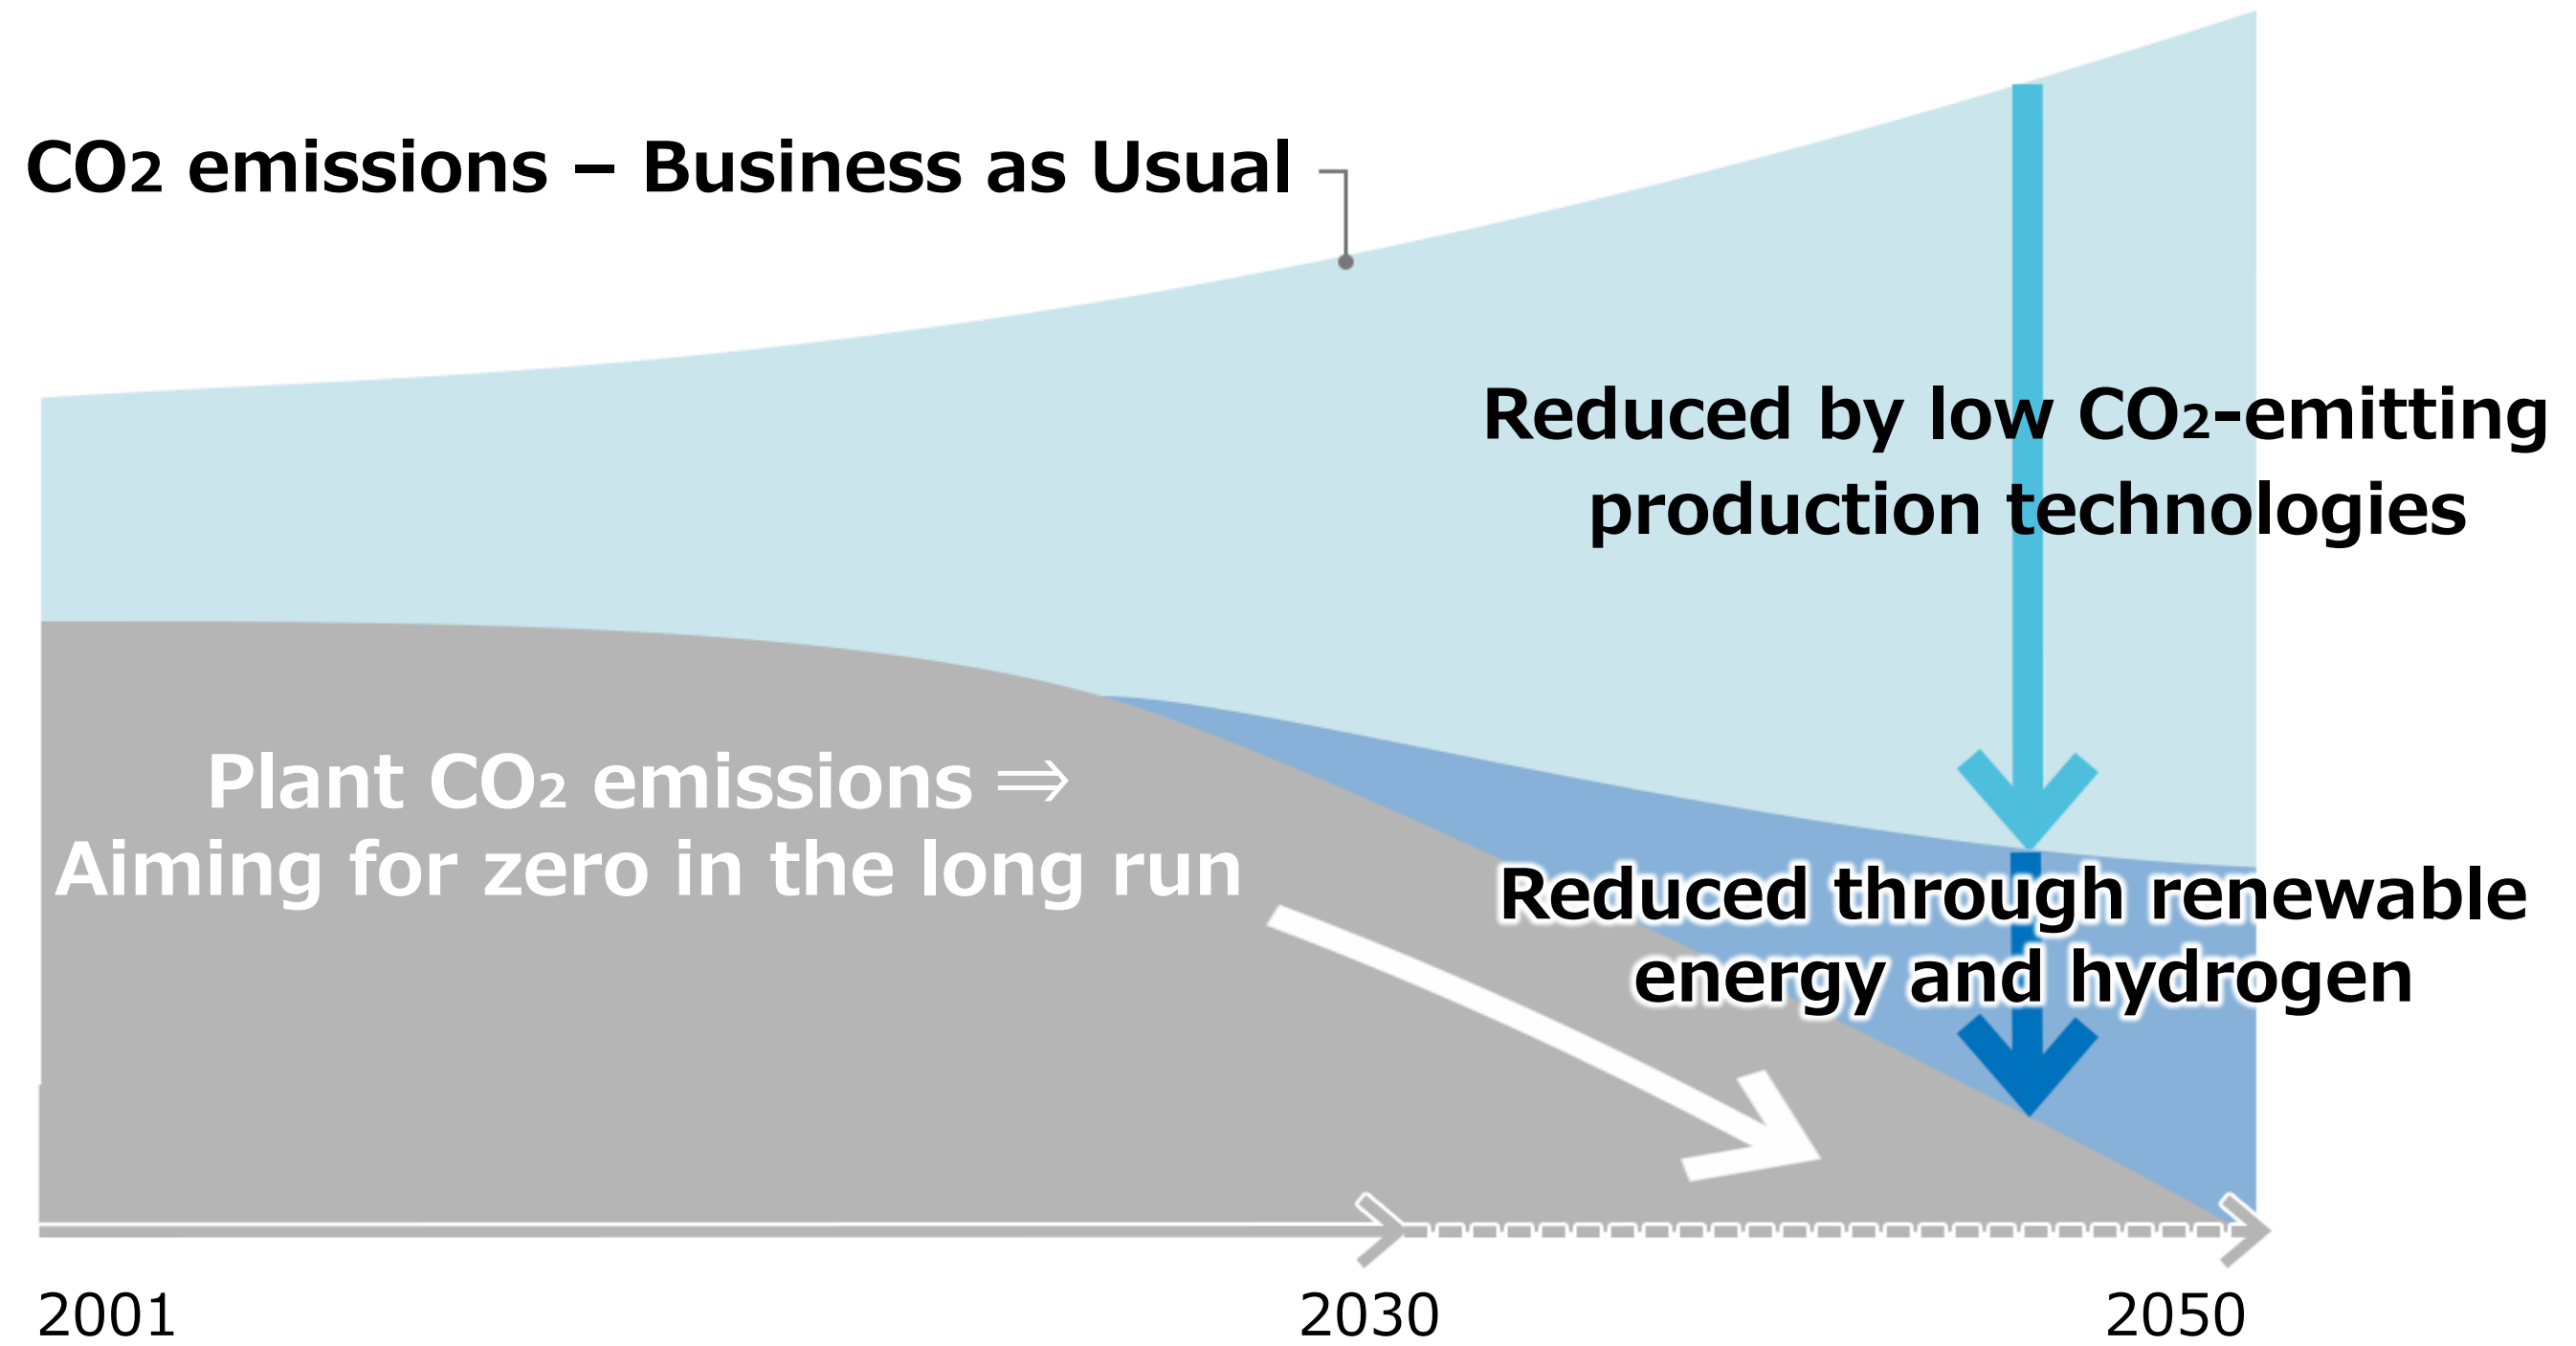 CO2 emissions – Business as Usual
Reduced by low CO2-emitting
production technologies
Plant CO2 emissions ⇒
Aiming for zero in the long run
Reduced through renewable
energy and hydrogen
2001
2030
2050